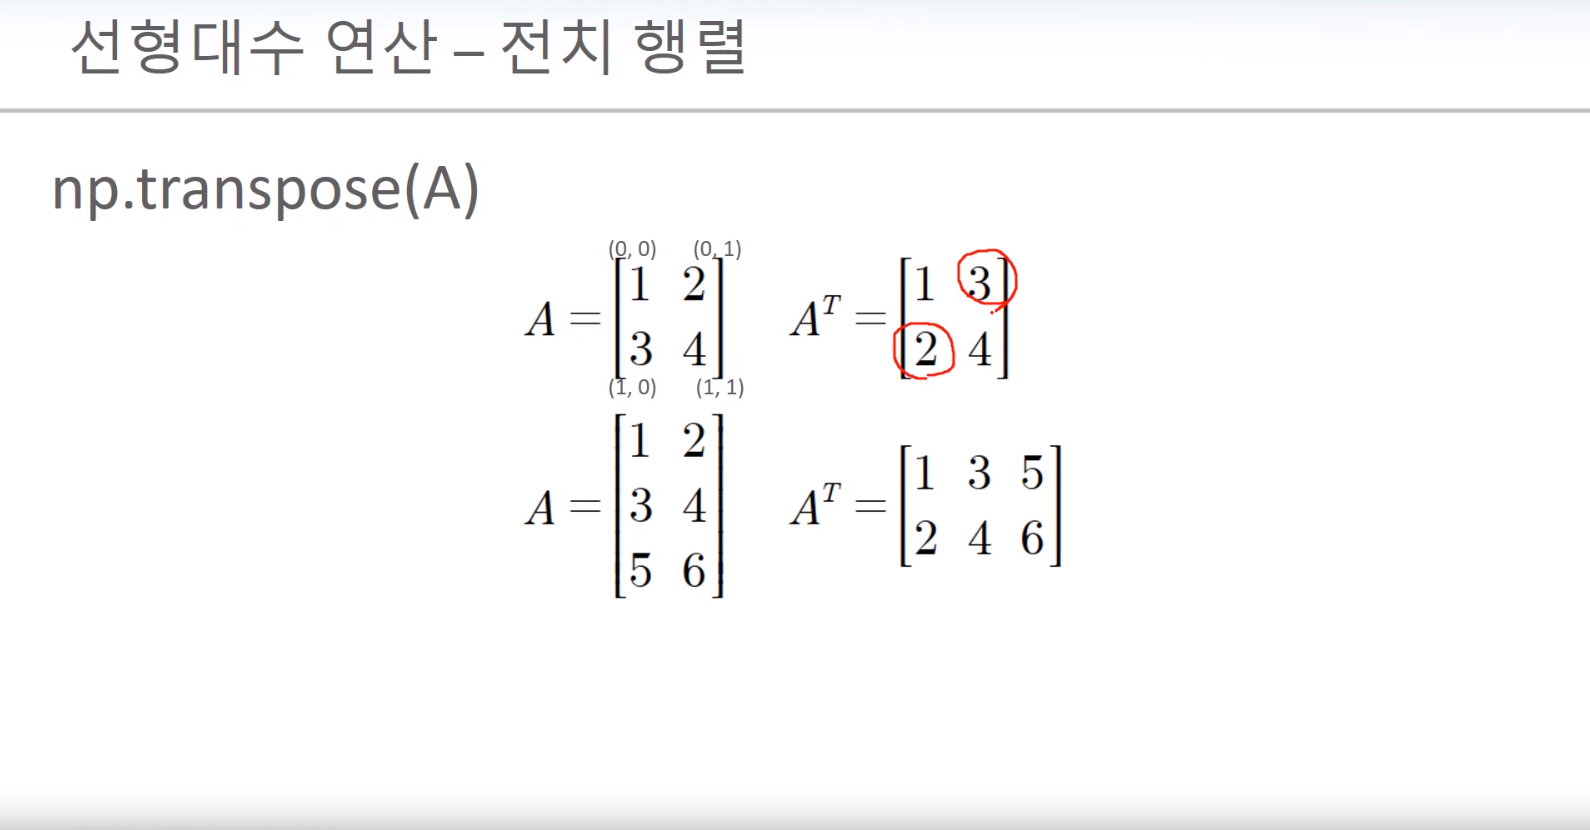 선형대수 연산 – 전치 행렬
np.transpose(A)
(0, 0) (0, 1)
A = [1 2 3 4] A^T = [1 3 2 4]
(1, 0) (1, 1)
A = [1 2 3 4 5 6] A^T = [1 3 5 2 4 6]